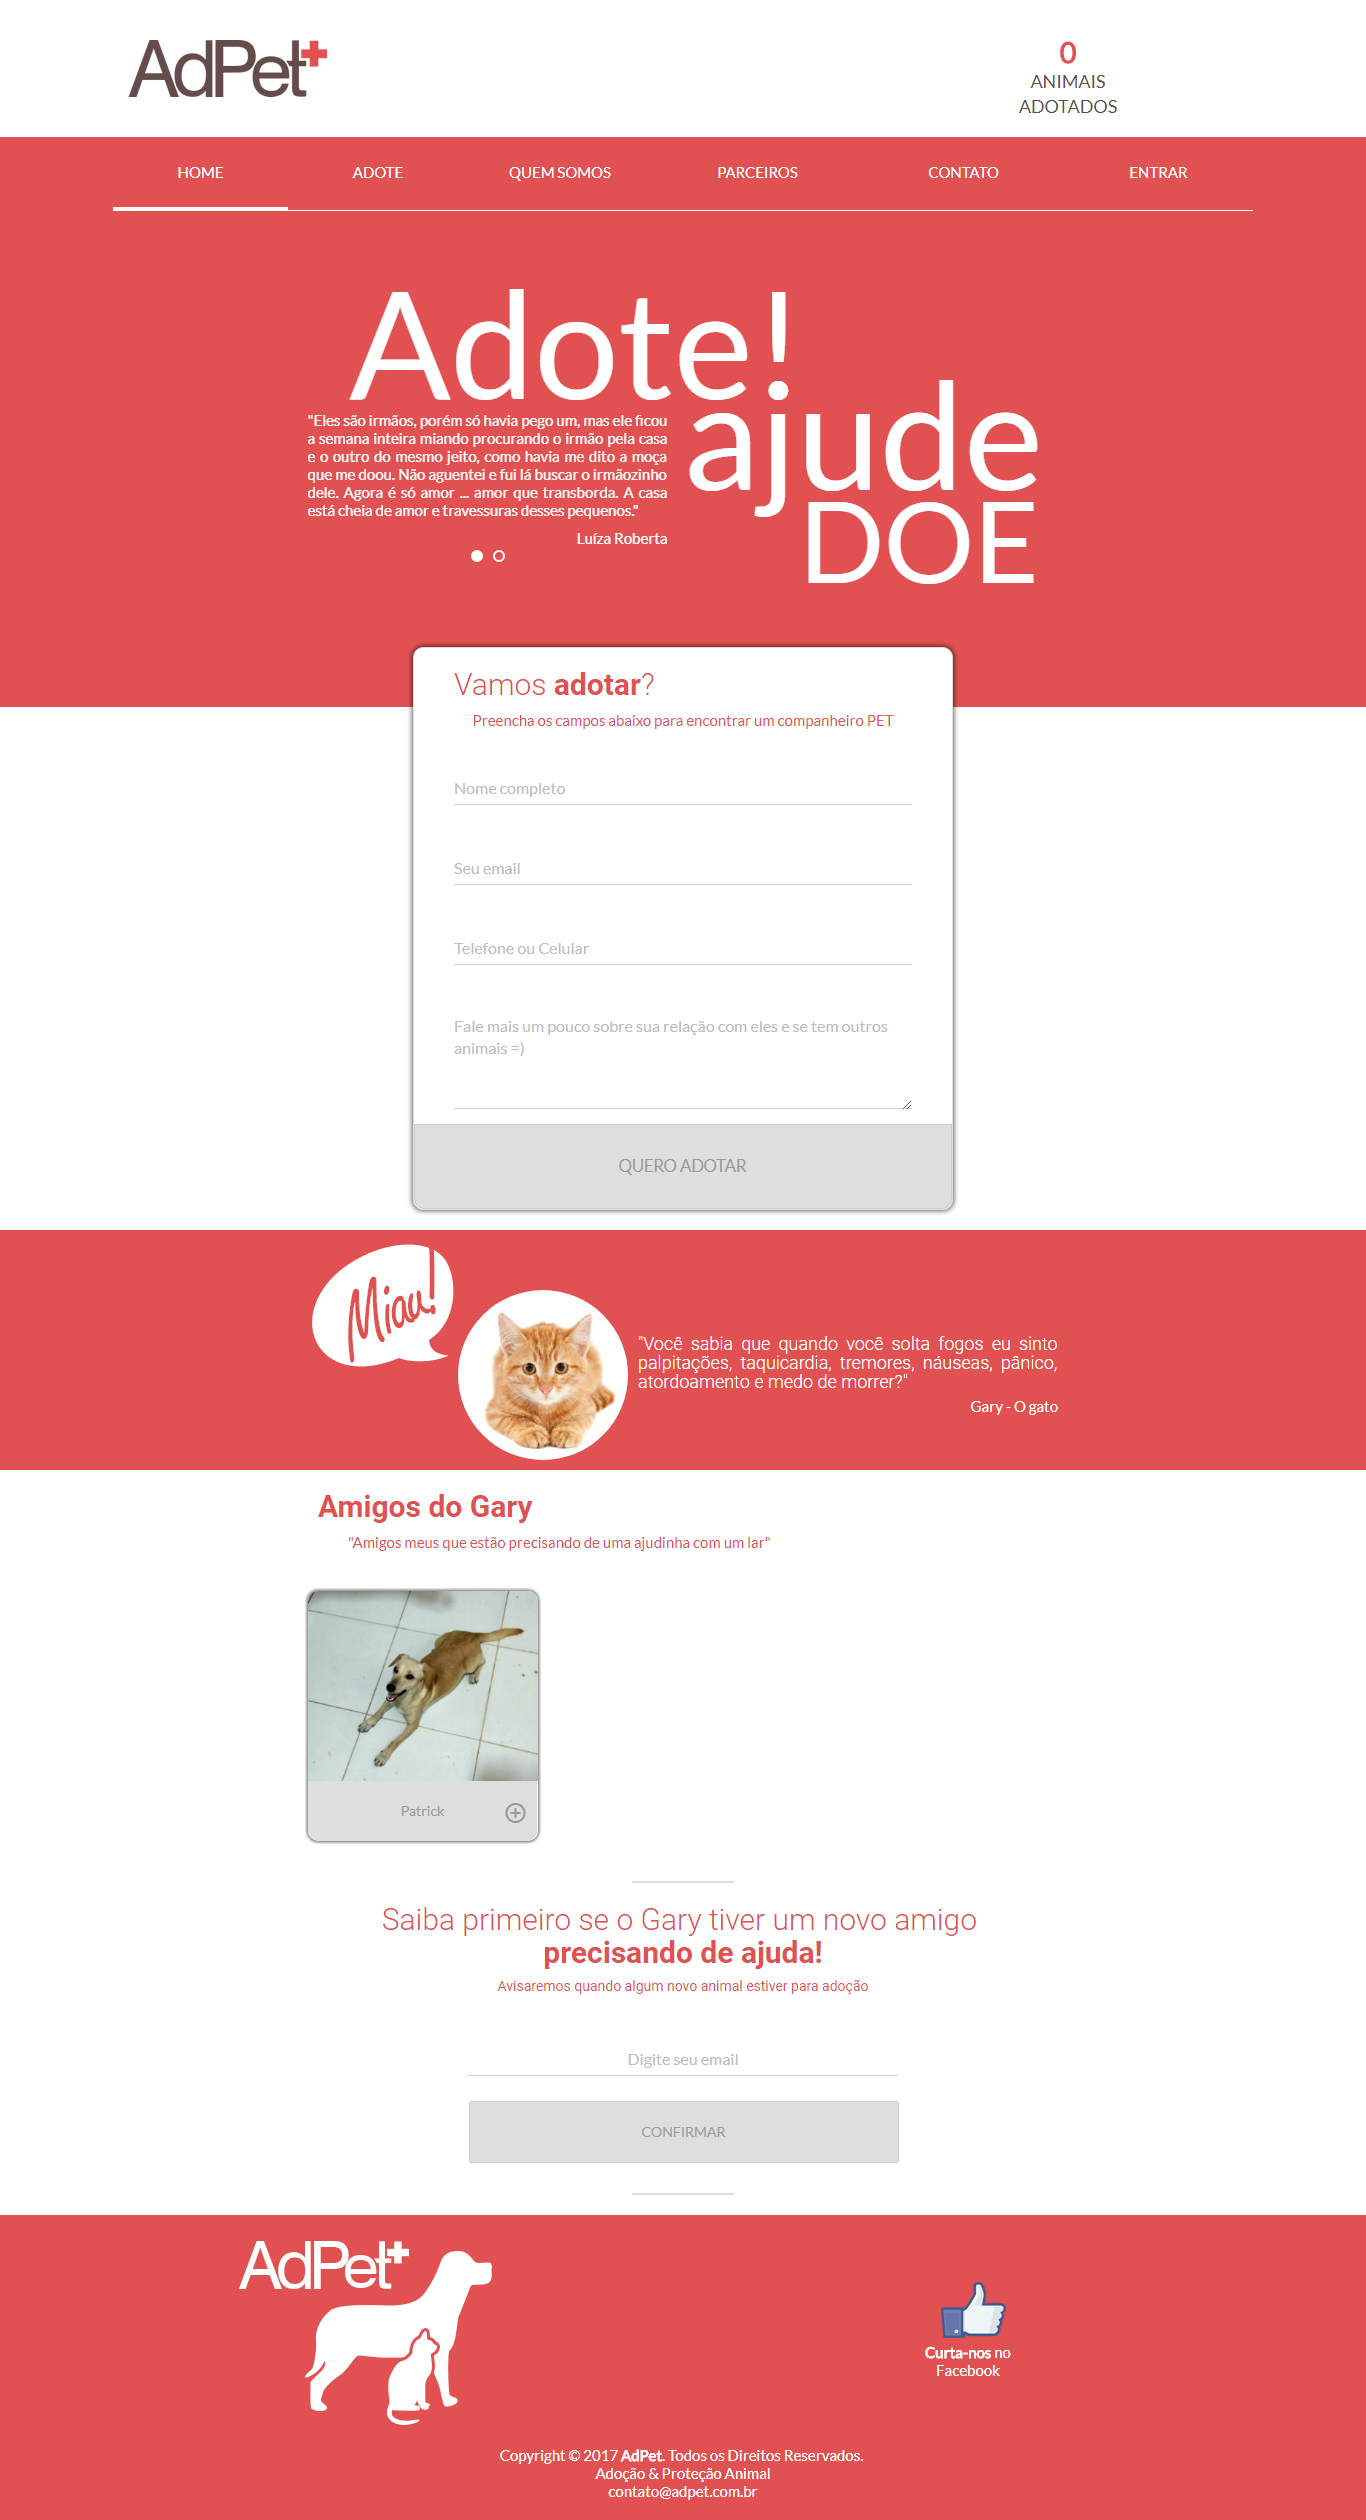 AdPet+
0
ANIMAIS
ADOTADOS
HOME ADOTE QUEM SOMOS PARCEIROS CONTATO ENTRAR
Adote!
ajude
DOE
"Eles são irmãos, porém só havia pego um, mas ele ficou
a semana inteira miando procurando o irmão pela casa
e o outro do mesmo jeito, como havia me dito a moça
que me doou. Não aguentei e fui lá buscar o irmãozinho
dele. Agora é só amor ... amor que transborda. A casa
está cheia de amor e travessuras desses pequenos."
Luíza Roberta
Vamos adotar?
Preencha os campos abaixo para encontrar um companheiro PET
Nome completo
Seu email
Telefone ou Celular
Fale mais um pouco sobre sua relação com eles e se tem outros
animais =)
QUERO ADOTAR
Miau!
"Você sabia que quando você solta fogos eu sinto
palpitações, taquicardia, tremores, náuseas, pânico,
atordoamento e medo de morrer?"
Gary - O gato
Amigos do Gary
"Amigos meus que estão precisando de uma ajudinha com um lar"
Patrick
Saiba primeiro se o Gary tiver um novo amigo
precisando de ajuda!
Avisaremos quando algum novo animal estiver para adoção
Digite seu email
CONFIRMAR
AdPet+
Curta-nos no
Facebook
Copyright © 2017 AdPet. Todos os Direitos Reservados.
Adoção & Proteção Animal
contato@adpet.com.br